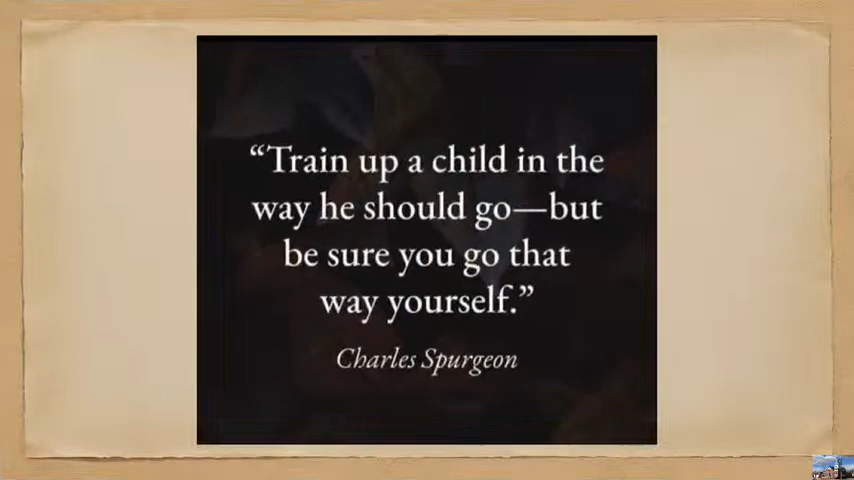 “Train up a child in the
way he should go—but
be sure you go that
way yourself.”
Charles Spurgeon